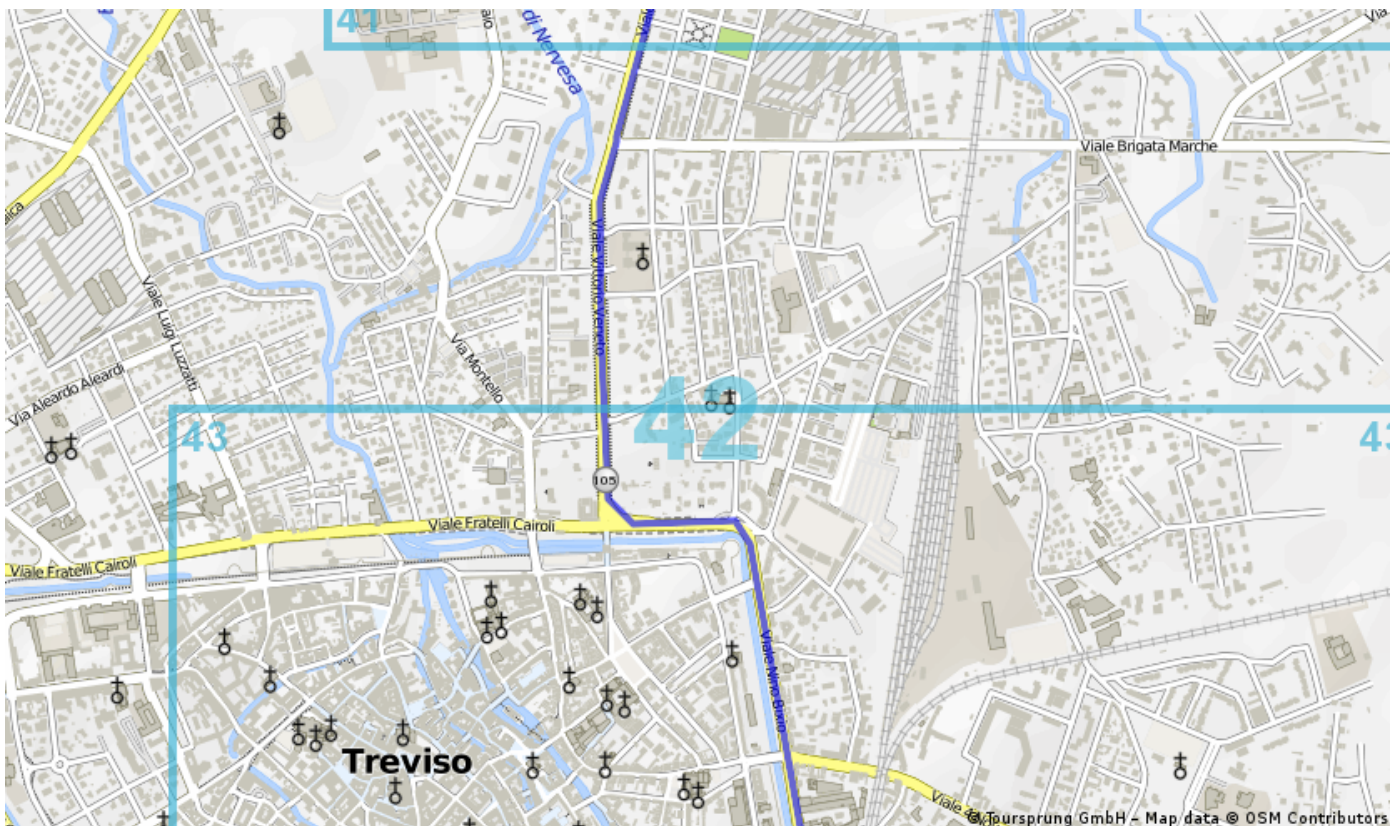 41
di Nervesa
Viale Brigata Marche
Viale Vittorio Veneto
Viale Luigi Luzzatti
Via Montello
Via Aleardo Aleardi
42
43
105
Viale Fratelli Cairoli
Viale Fratelli Cairoli
Viale Nino Bixio
Treviso
© Toursprung GmbH – Map data © OSM Contributors